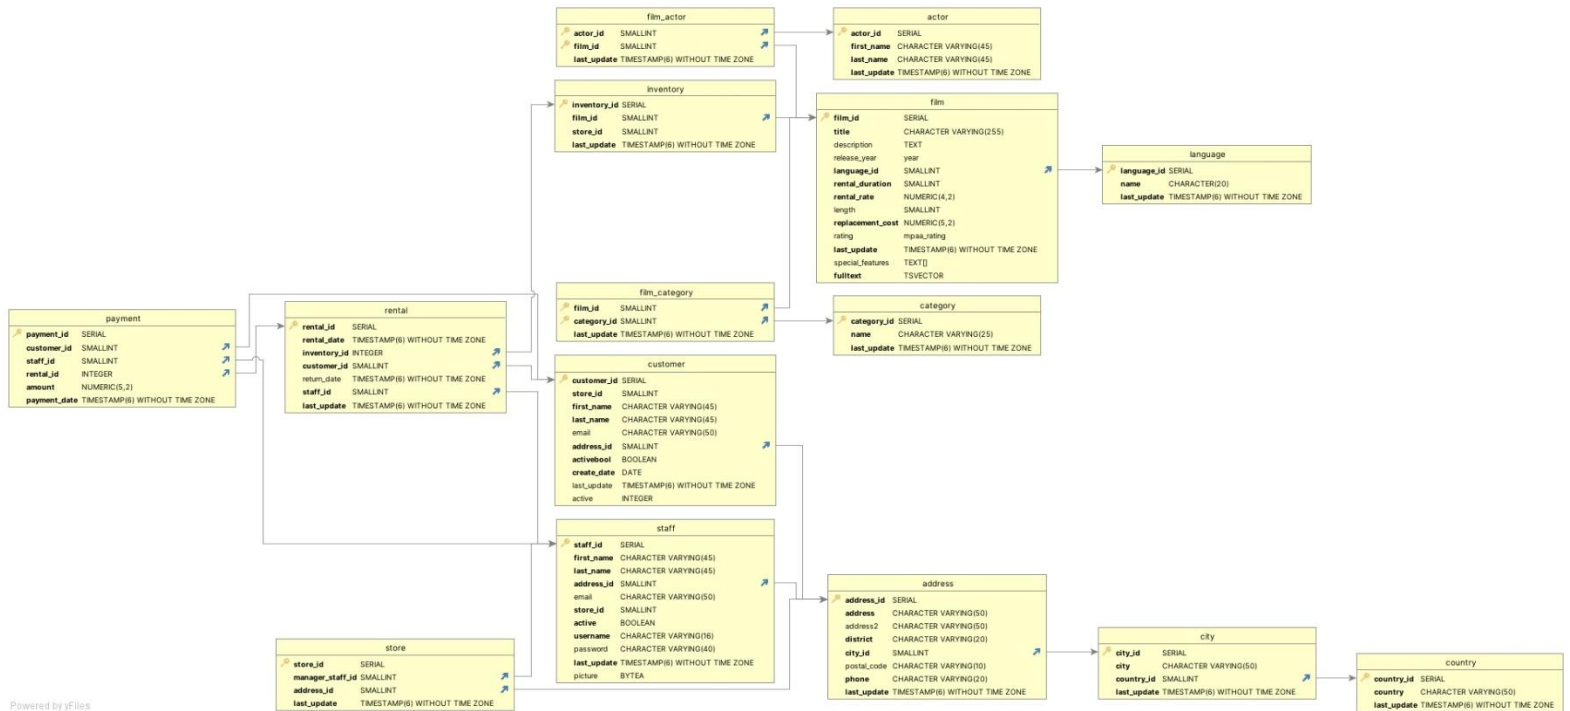 film_actor
actor_id SMALLINT
film_id SMALLINT
last_update TIMESTAMP(6) WITHOUT TIME ZONE
actor
actor_id SERIAL
first_name CHARACTER VARYING(45)
last_name CHARACTER VARYING(45)
last_update TIMESTAMP(6) WITHOUT TIME ZONE
inventory
inventory_id SERIAL
film_id SMALLINT
store_id SMALLINT
last_update TIMESTAMP(6) WITHOUT TIME ZONE
film
film_id SERIAL
title CHARACTER VARYING(255)
description TEXT
release_year year
language_id SMALLINT
rental_duration SMALLINT
rental_rate NUMERIC(4,2)
length SMALLINT
replacement_cost NUMERIC(5,2)
rating mpaa_rating
last_update TIMESTAMP(6) WITHOUT TIME ZONE
special_features TEXT[]
fulltext TSVECTOR
language
language_id SERIAL
name CHARACTER(20)
last_update TIMESTAMP(6) WITHOUT TIME ZONE
film_category
film_id SMALLINT
category_id SMALLINT
last_update TIMESTAMP(6) WITHOUT TIME ZONE
category
category_id SERIAL
name CHARACTER VARYING(25)
last_update TIMESTAMP(6) WITHOUT TIME ZONE
payment
payment_id SERIAL
customer_id SMALLINT
staff_id SMALLINT
rental_id INTEGER
amount NUMERIC(5,2)
payment_date TIMESTAMP(6) WITHOUT TIME ZONE
rental
rental_id SERIAL
rental_date TIMESTAMP(6) WITHOUT TIME ZONE
inventory_id INTEGER
customer_id SMALLINT
return_date TIMESTAMP(6) WITHOUT TIME ZONE
staff_id SMALLINT
last_update TIMESTAMP(6) WITHOUT TIME ZONE
customer
customer_id SERIAL
store_id SMALLINT
first_name CHARACTER VARYING(45)
last_name CHARACTER VARYING(45)
email CHARACTER VARYING(50)
address_id SMALLINT
activebool BOOLEAN
create_date DATE
last_update TIMESTAMP(6) WITHOUT TIME ZONE
active INTEGER
staff
staff_id SERIAL
first_name CHARACTER VARYING(45)
last_name CHARACTER VARYING(45)
address_id SMALLINT
email CHARACTER VARYING(50)
store_id SMALLINT
active BOOLEAN
username CHARACTER VARYING(16)
password CHARACTER VARYING(40)
last_update TIMESTAMP(6) WITHOUT TIME ZONE
picture BYTEA
store
store_id SERIAL
manager_staff_id SMALLINT
address_id SMALLINT
last_update TIMESTAMP(6) WITHOUT TIME ZONE
address
address_id SERIAL
address CHARACTER VARYING(50)
address2 CHARACTER VARYING(50)
district CHARACTER VARYING(20)
city_id SMALLINT
postal_code CHARACTER VARYING(10)
phone CHARACTER VARYING(20)
last_update TIMESTAMP(6) WITHOUT TIME ZONE
city
city_id SERIAL
city CHARACTER VARYING(50)
country_id SMALLINT
last_update TIMESTAMP(6) WITHOUT TIME ZONE
country
country_id SERIAL
country CHARACTER VARYING(50)
last_update TIMESTAMP(6) WITHOUT TIME ZONE
Powered by yFiles